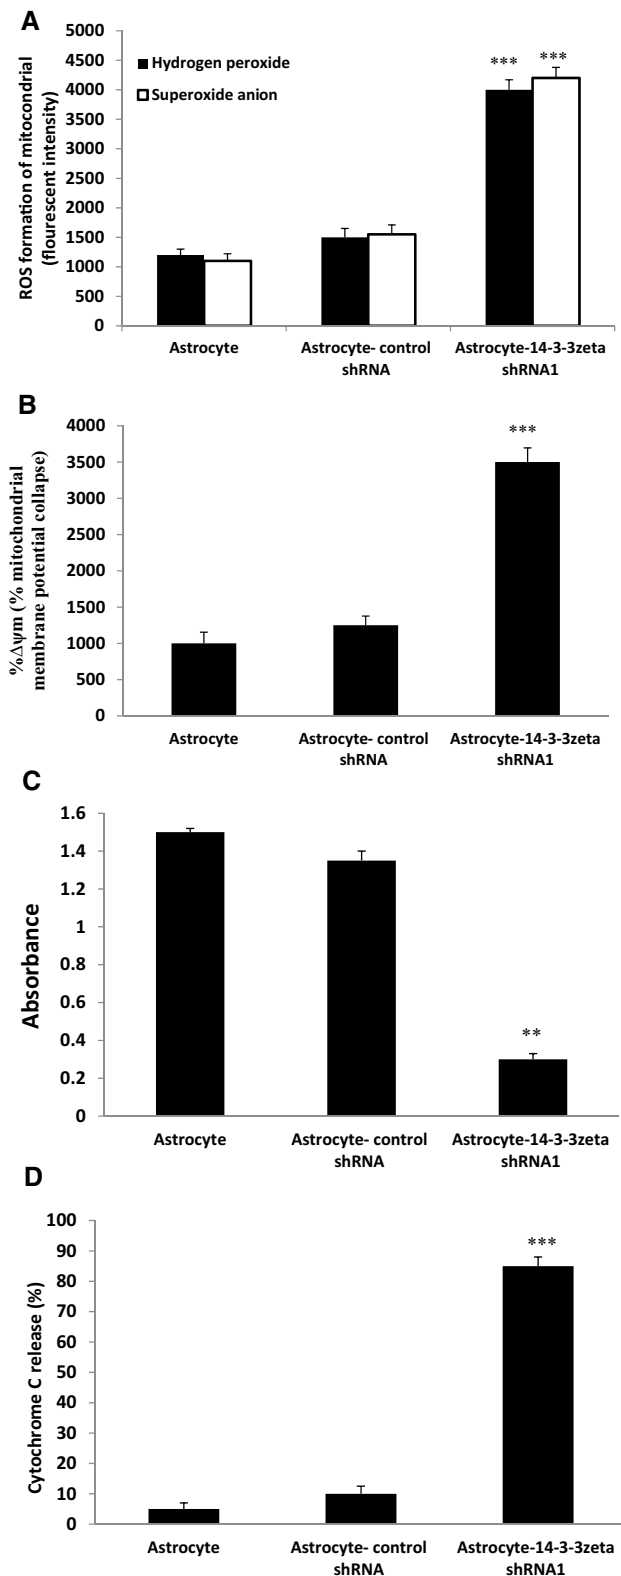 A
5000
4500
4000
3500
3000
2500
2000
1500
1000
500
0
ROS formation of mitocondrial
(flourescent intensity)
Hydrogen peroxide
Superoxide anion
*** ***
Astrocyte
Astrocyte- control
shRNA
Astrocyte-14-3-3zeta
shRNA1
B
4000
3500
3000
2500
2000
1500
1000
500
0
%Δψm (% mitochondrial
membrane potential collapse)
***
Astrocyte
Astrocyte- control
shRNA
Astrocyte-14-3-3zeta
shRNA1
C
1.6
1.4
1.2
1
0.8
0.6
0.4
0.2
0
Absorbance
**
Astrocyte
Astrocyte- control
shRNA
Astrocyte-14-3-3zeta
shRNA1
D
100
90
80
70
60
50
40
30
20
10
0
Cytochrome C release (%)
***
Astrocyte
Astrocyte- control
shRNA
Astrocyte-14-3-3zeta
shRNA1